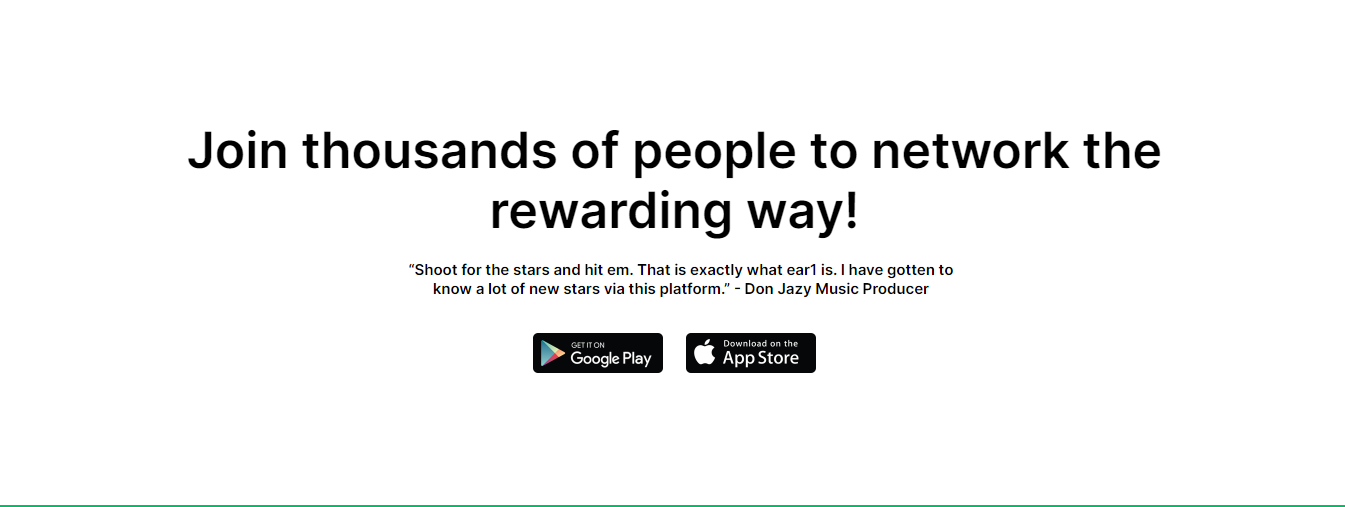 Join thousands of people to network the
rewarding way!
“Shoot for the stars and hit em. That is exactly what ear1 is. I have gotten to
know a lot of new stars via this platform.” - Don Jazy Music Producer
GET IT ON
Google Play
Download on the
App Store